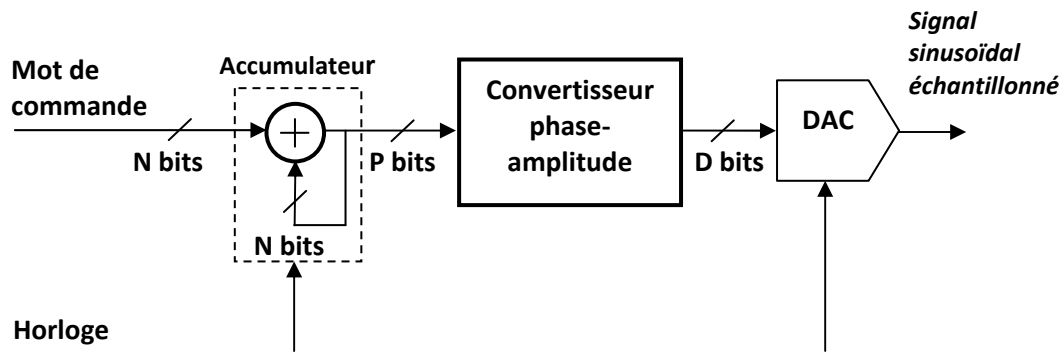 Signal
sinusoïdal
échantillonné
Mot de
commande
Accumulateur
Convertisseur
phase-
amplitude
DAC
N bits
P bits
D bits
N bits
Horloge